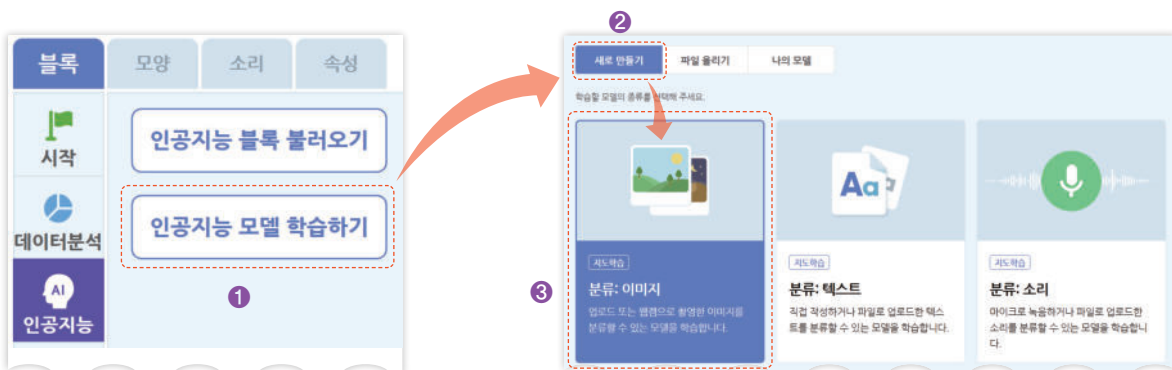 블록 모양 소리 속성
시작
인공지능 블록 불러오기
데이터분석
인공지능 모델 학습하기
AI
인공지능
❶
❷
새로 만들기 파일 올리기 나의 모델
학습할 모델의 종류를 선택해 주세요.
❸
지도학습
분류: 이미지
업로드 또는 웹캠으로 촬영한 이미지를
분류할 수 있는 모델을 학습합니다.
Aa
가
지도학습
분류: 텍스트
직접 작성하거나 파일로 업로드한 텍스
트를 분류할 수 있는 모델을 학습합니다.
지도학습
분류: 소리
마이크로 녹음하거나 파일로 업로드한
소리를 분류할 수 있는 모델을 학습합니
다.